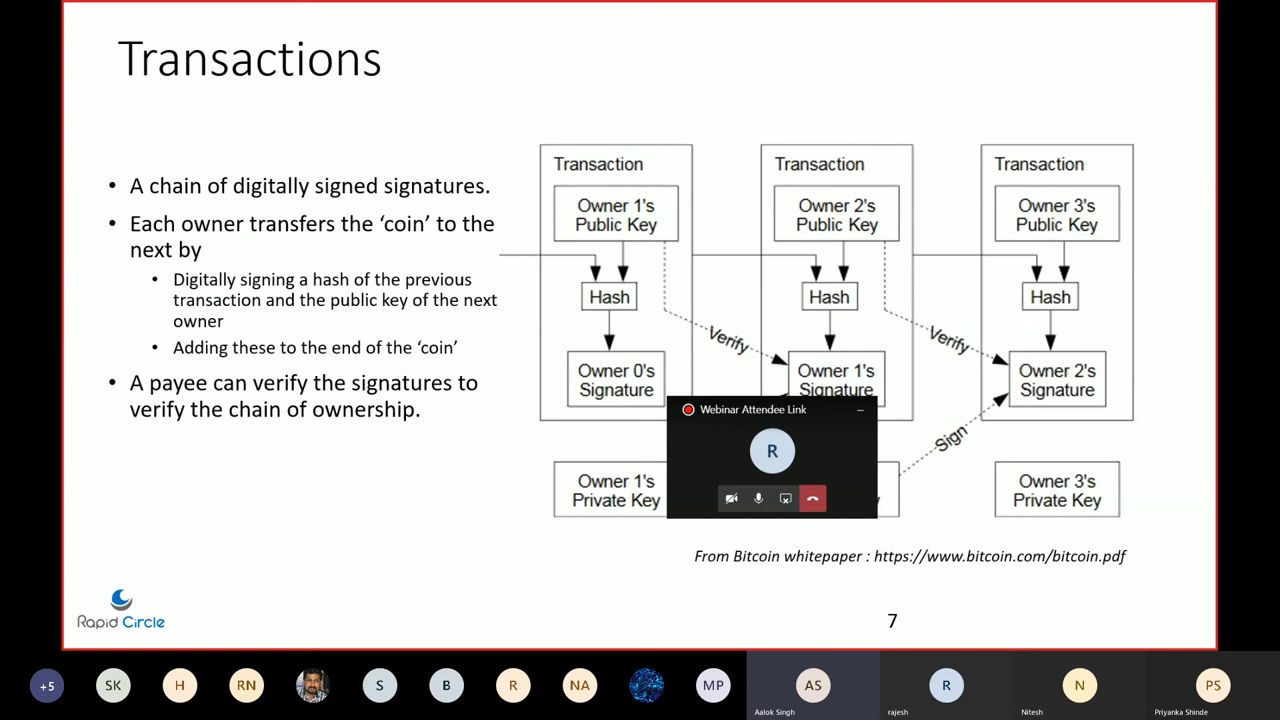 Transactions
• A chain of digitally signed signatures.
• Each owner transfers the ‘coin’ to the
next by
• Digitally signing a hash of the previous
transaction and the public key of the next
owner
• Adding these to the end of the ‘coin’
• A payee can verify the signatures to
verify the chain of ownership.
Transaction
Owner 1's
Public Key
Hash
Owner 0's
Signature
Verify
Owner 1's
Private Key
Transaction
Owner 2's
Public Key
Hash
Owner 1's
Signature
Verify
Sign
Transaction
Owner 3's
Public Key
Hash
Owner 2's
Signature
Owner 3's
Private Key
Webinar Attendee Link
R
From Bitcoin whitepaper : https://www.bitcoin.com/bitcoin.pdf
Rapid Circle
7
+5
SK
H
RN
S
B
R
NA
MP
AS
Aalok Singh
R
rajesh
N
Nitesh
PS
Priyanka Shinde